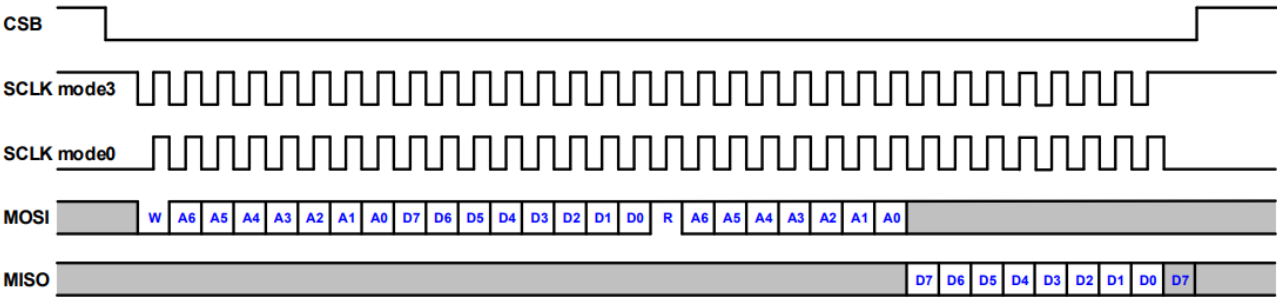 CSB
SCLK mode3
SCLK mode0
MOSI W A6 A5 A4 A3 A2 A1 A0 D7 D6 D5 D4 D3 D2 D1 D0 R A6 A5 A4 A3 A2 A1 A0
MISO D7 D6 D5 D4 D3 D2 D1 D0 D7